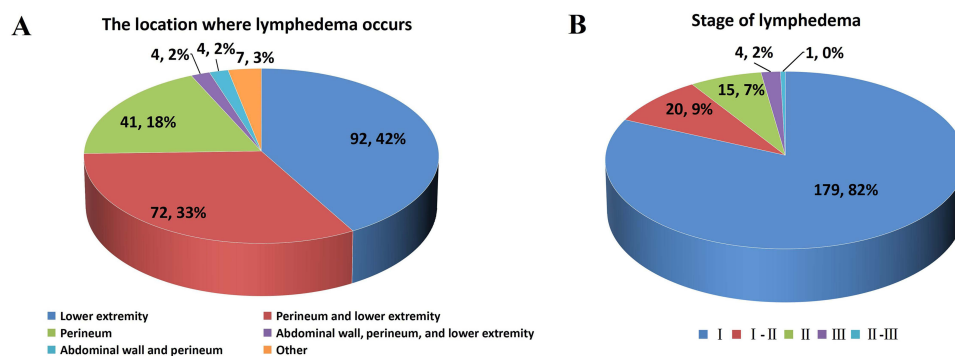 A
The location where lymphedema occurs
4, 2%
4, 2%
7, 3%
41, 18%
92, 42%
72, 33%
Lower extremity
Perineum and lower extremity
Perineum
Abdominal wall, perineum, and lower extremity
Abdominal wall and perineum
Other
B
Stage of lymphedema
4, 2%
1, 0%
15, 7%
20, 9%
179, 82%
Ⅰ Ⅰ-Ⅱ Ⅱ Ⅲ Ⅱ-Ⅲ